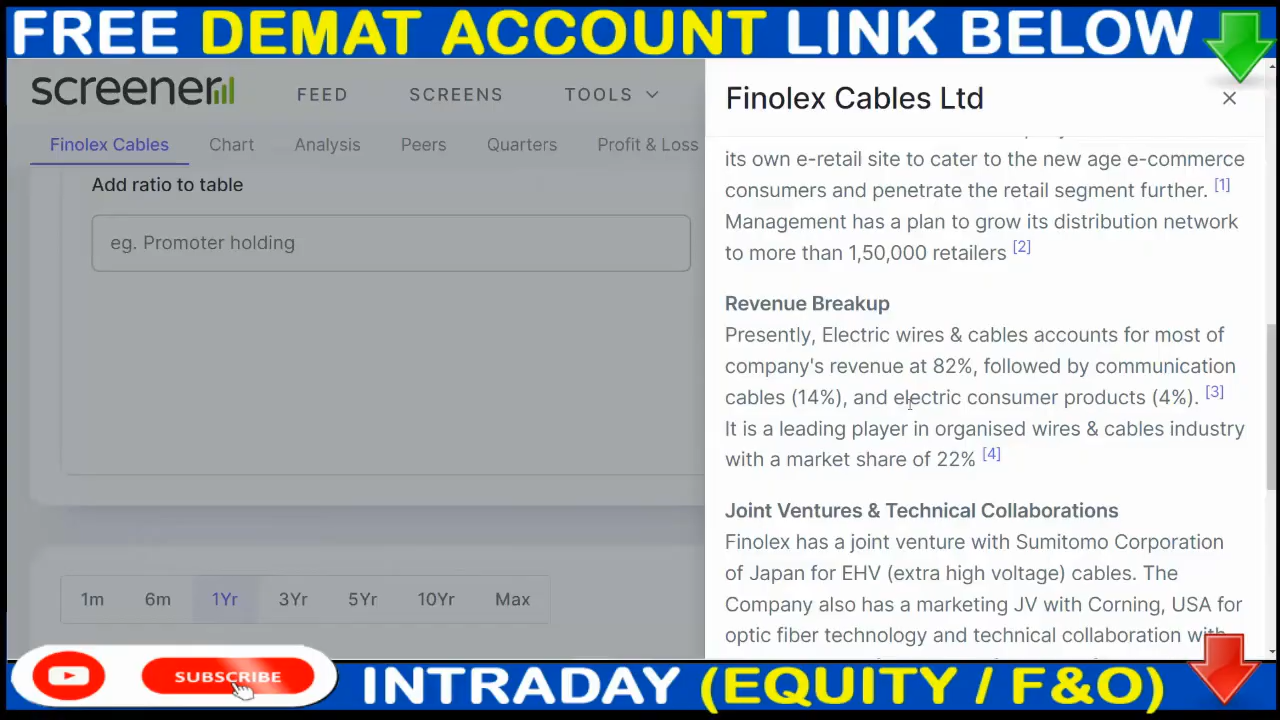 FREE DEMAT ACCOUNT LINK BELOW
screener
FEED
SCREENS
TOOLS
Finolex Cables
Chart
Analysis
Peers
Quarters
Profit & Loss
Add ratio to table
eg. Promoter holding
1m
6m
1Yr
3Yr
5Yr
10Yr
Max
Finolex Cables Ltd
its own e-retail site to cater to the new age e-commerce
consumers and penetrate the retail segment further. [1]
Management has a plan to grow its distribution network
to more than 1,50,000 retailers [2]
Revenue Breakup
Presently, Electric wires & cables accounts for most of
company's revenue at 82%, followed by communication
cables (14%), and electric consumer products (4%). [3]
It is a leading player in organised wires & cables industry
with a market share of 22% [4]
Joint Ventures & Technical Collaborations
Finolex has a joint venture with Sumitomo Corporation
of Japan for EHV (extra high voltage) cables. The
Company also has a marketing JV with Corning, USA for
optic fiber technology and technical collaboration with
SUBSCRIBE
INTRADAY (EQUITY / F&O)